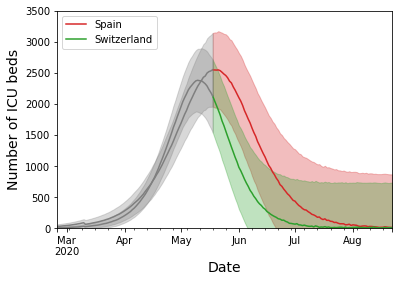 Spain
Switzerland
3500
3000
2500
2000
1500
1000
500
0
Number of ICU beds
Mar
2020
Apr
May
Jun
Jul
Aug
Date